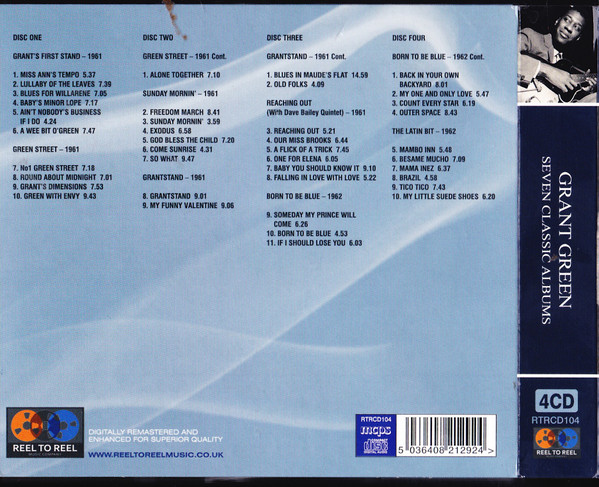 DISC ONE
GRANT'S FIRST STAND – 1961
1. MISS ANN'S TEMPO 5.37
2. LULLABY OF THE LEAVES 7.39
3. BLUES FOR WILLARENE 7.05
4. BABY'S MINOR LOPE 7.17
5. AIN'T NOBODY'S BUSINESS
IF I DO 4.24
6. A WEE BIT O'GREEN 7.47
GREEN STREET – 1961
7. No1 GREEN STREET 7.18
8. ROUND ABOUT MIDNIGHT 7.01
9. GRANT'S DIMENSIONS 7.53
10. GREEN WITH ENVY 9.43
DISC TWO
GREEN STREET – 1961 Cont.
1. ALONE TOGETHER 7.10
SUNDAY MORNIN' – 1961
2. FREEDOM MARCH 8.41
3. SUNDAY MORNIN' 3.59
4. EXODUS 6.58
5. GOD BLESS THE CHILD 7.20
6. COME SUNRISE 4.31
7. SO WHAT 9.47
GRANTSTAND – 1961
8. GRANTSTAND 9.01
9. MY FUNNY VALENTINE 9.06
DISC THREE
GRANTSTAND – 1961 Cont.
1. BLUES IN MAUDE'S FLAT 14.59
2. OLD FOLKS 4.09
REACHING OUT
(With Dave Bailey Quintet) – 1961
3. REACHING OUT 5.21
4. OUR MISS BROOKS 6.44
5. A FLICK OF A TRICK 7.45
6. ONE FOR ELENA 6.05
7. BABY YOU SHOULD KNOW IT 9.10
8. FALLING IN LOVE WITH LOVE 5.22
BORN TO BE BLUE – 1962
9. SOMEDAY MY PRINCE WILL
COME 6.26
10. BORN TO BE BLUE 4.53
11. IF I SHOULD LOSE YOU 6.03
DISC FOUR
BORN TO BE BLUE – 1962 Cont.
1. BACK IN YOUR OWN
BACKYARD 8.01
2. MY ONE AND ONLY LOVE 5.47
3. COUNT EVERY STAR 6.19
4. OUTER SPACE 8.43
THE LATIN BIT – 1962
5. MAMBO INN 5.48
6. BESAME MUCHO 7.09
7. MAMA INEZ 6.37
8. BRAZIL 4.58
9. TICO TICO 7.43
10. MY LITTLE SUEDE SHOES 6.20
GRANT GREEN
SEVEN CLASSIC ALBUMS
4CD
RTRCD104
REEL TO REEL
REEL TO REEL
MUSIC COMPANY
DIGITALLY REMASTERED AND
ENHANCED FOR SUPERIOR QUALITY
WWW.REELTOREELMUSIC.CO.UK
RTRCD104
mcps
COMPACT
disc
DIGITAL AUDIO
5 036408 212924 >